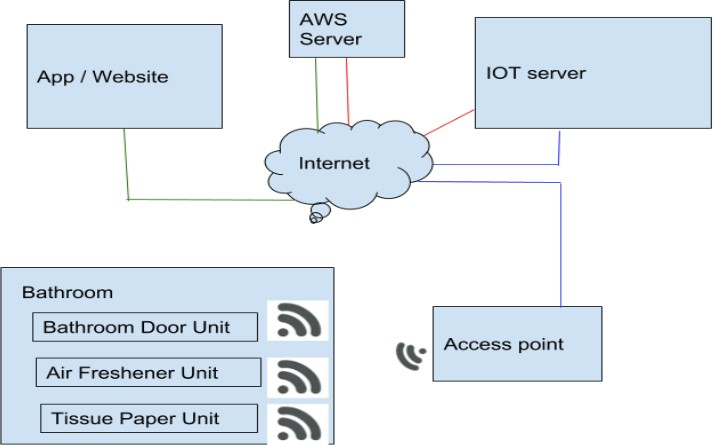 AWS
Server
App / Website
IOT server
Internet
Bathroom
Bathroom Door Unit
Air Freshener Unit
Tissue Paper Unit
Access point